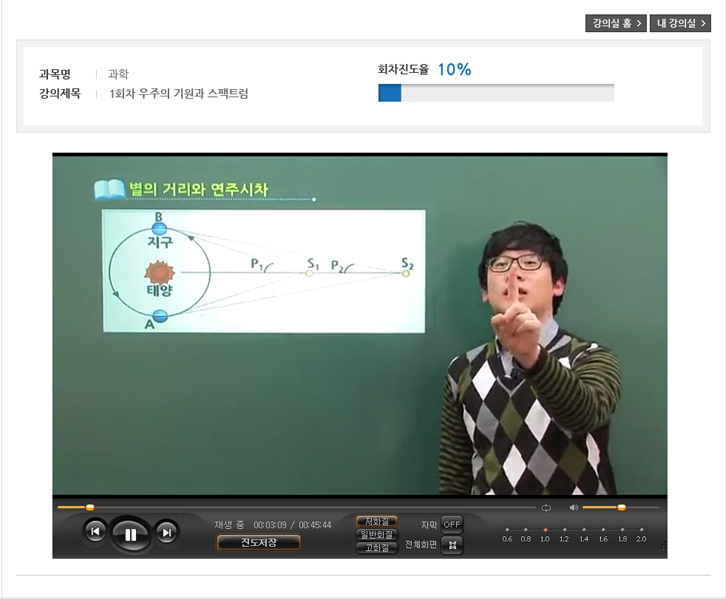 강의실 홈 > 내 강의실 >
과목명 과학
강의제목 1회차 우주의 기원과 스팩트럼
회차진도율 10%
별의 거리와 연주시차
B
지구
P1 S1 P2 S2
태양
A
재생 중 00:03:09 / 00:45:44
진도저장
저화질
일반화질
고화질
자막 OFF
전체화면
0.6 0.8 1.0 1.2 1.4 1.6 1.8 2.0